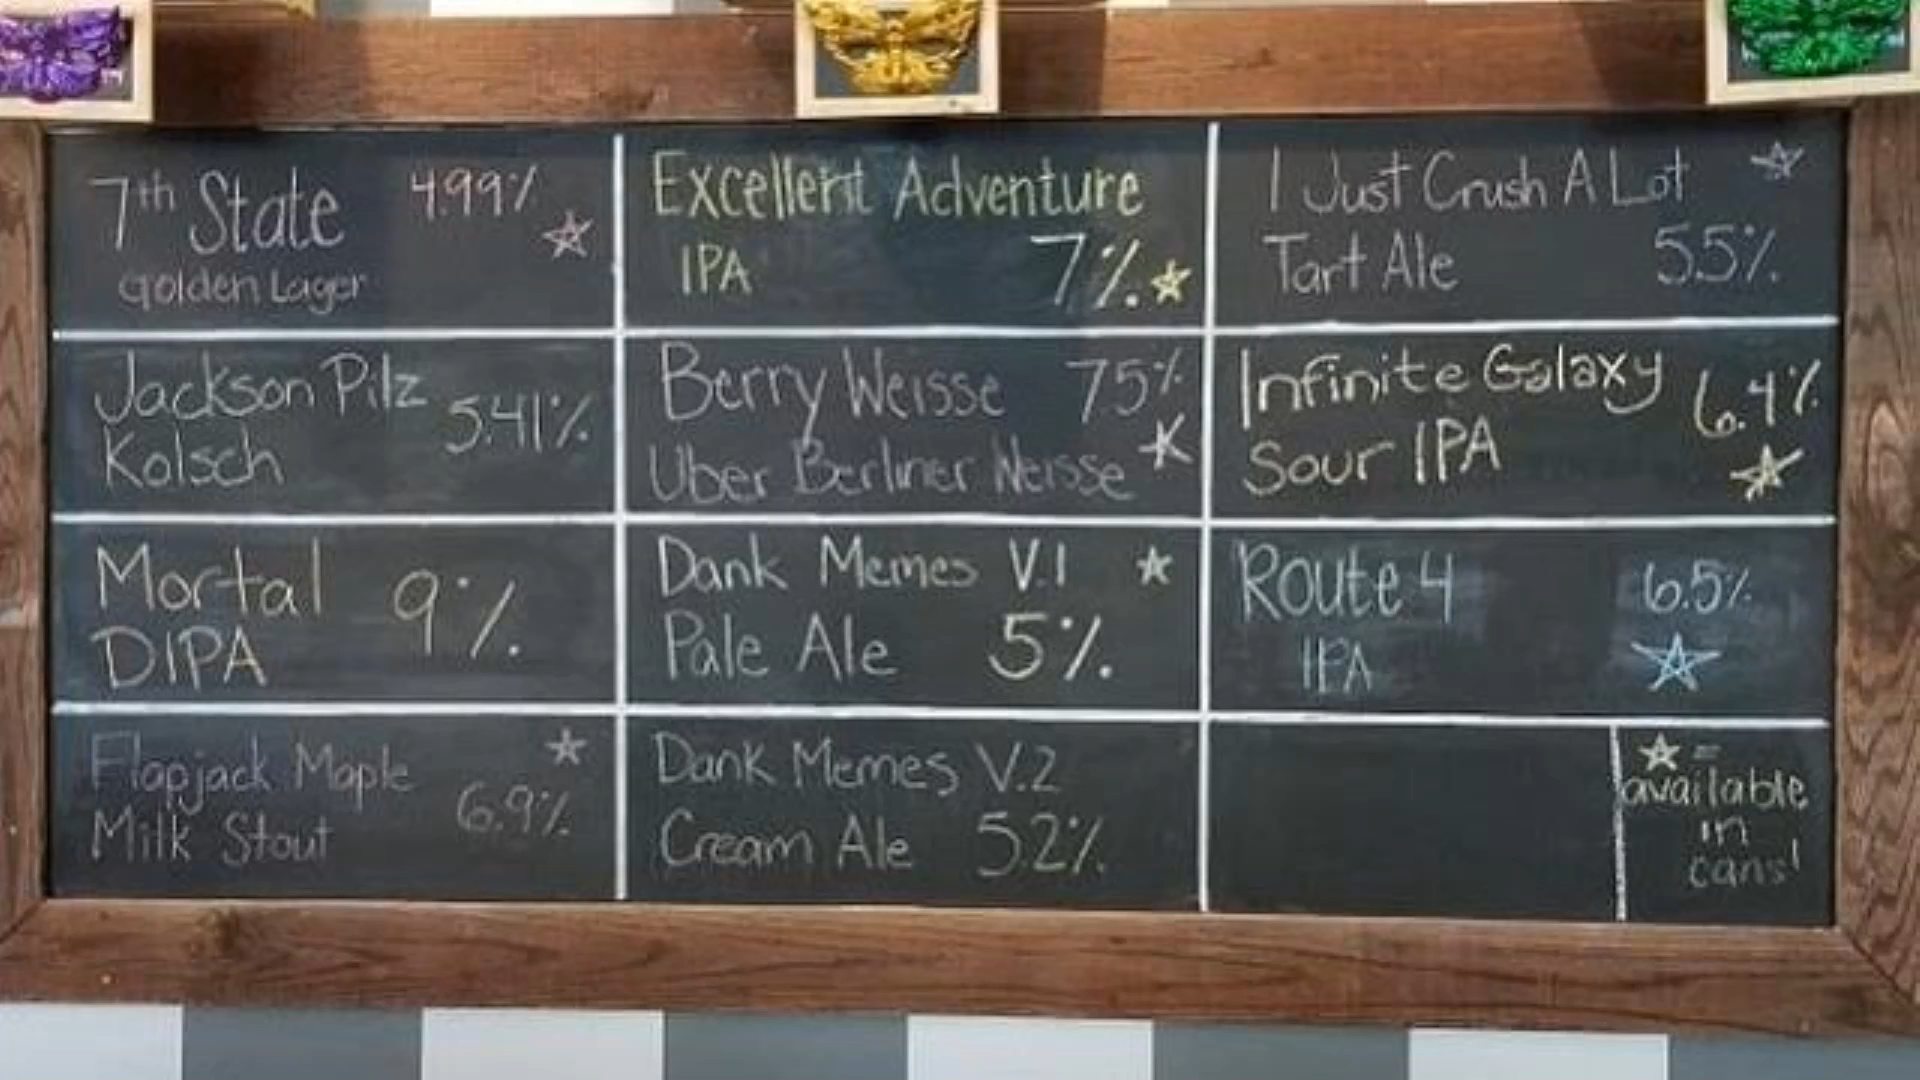 7th State 4.99%
Golden Lager
Jackson Pilz
Kolsch 5.41%
Mortal
DIPA 9%
Flapjack Maple
Milk Stout 6.9%
Excellent Adventure
IPA 7%
Berry Weisse 7.5%
Uber Berliner Weisse
Dank Memes V.1
Pale Ale 5%
Dank Memes V.2
Cream Ale 5.2%
I Just Crush A Lot
Tart Ale 5.5%
Infinite Galaxy 6.4%
Sour IPA
Route 4 6.5%
IPA
☆ =
available
in
cans!